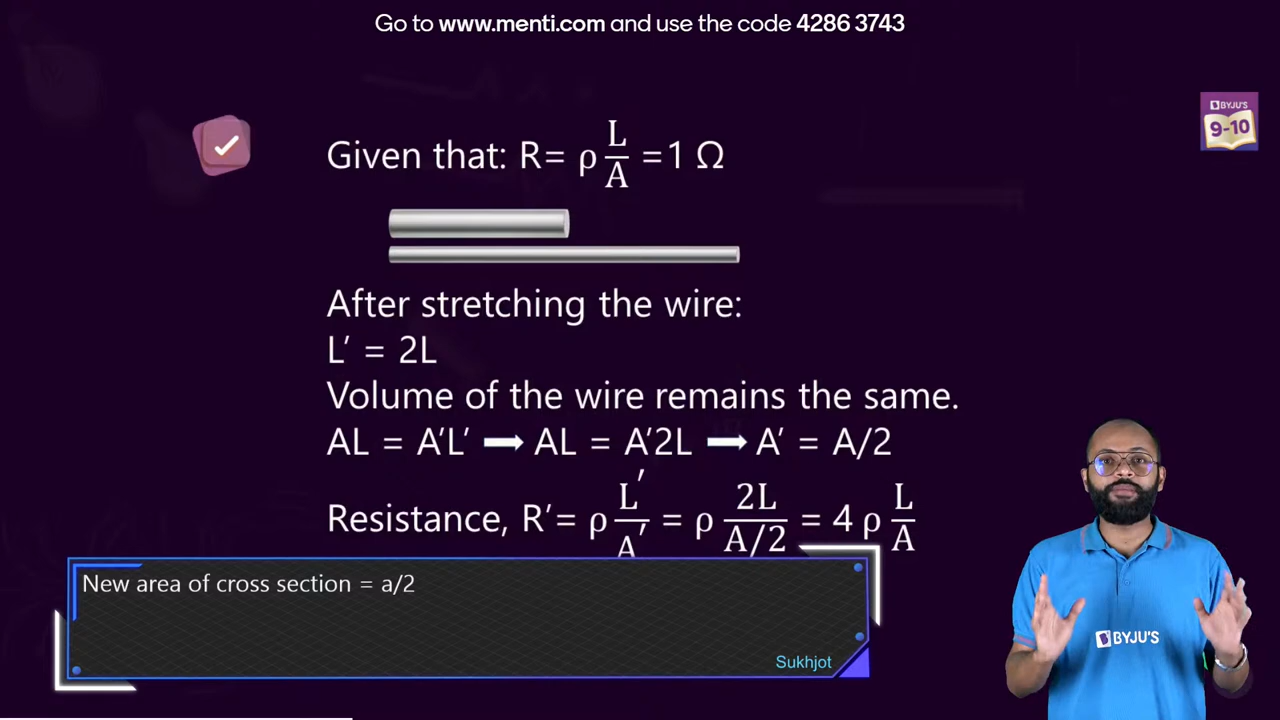 Go to www.menti.com and use the code 4286 3743
BYJU'S
9-10
Given that: R= ρ L/A =1 Ω
After stretching the wire:
L′ = 2L
Volume of the wire remains the same.
AL = A′L′ ➡ AL = A′2L ➡ A′ = A/2
Resistance, R′= ρ L′/A′ = ρ 2L/(A/2) = 4 ρ L/A
New area of cross section = a/2
Sukhjot
BYJU'S